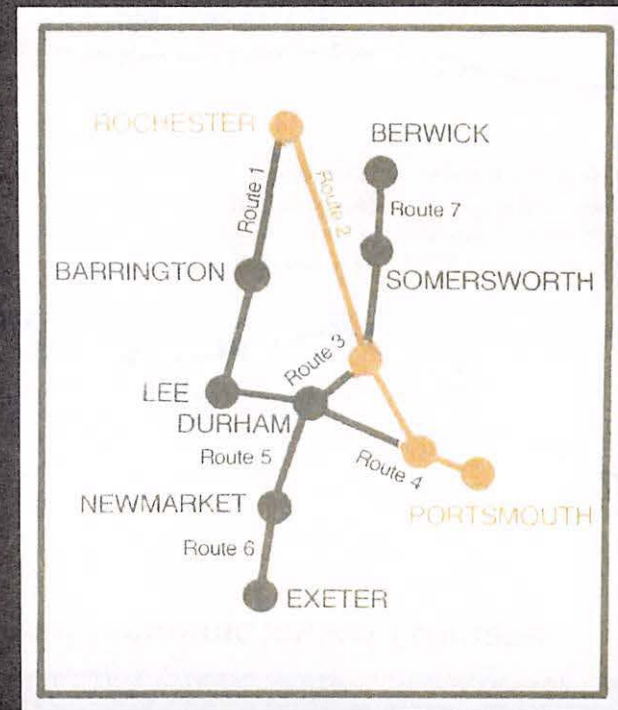 ROCHESTER
BERWICK
Route 1
Route 2
Route 7
BARRINGTON
SOMERSWORTH
Route 3
LEE
DURHAM
Route 5
Route 4
NEWMARKET
PORTSMOUTH
Route 6
EXETER